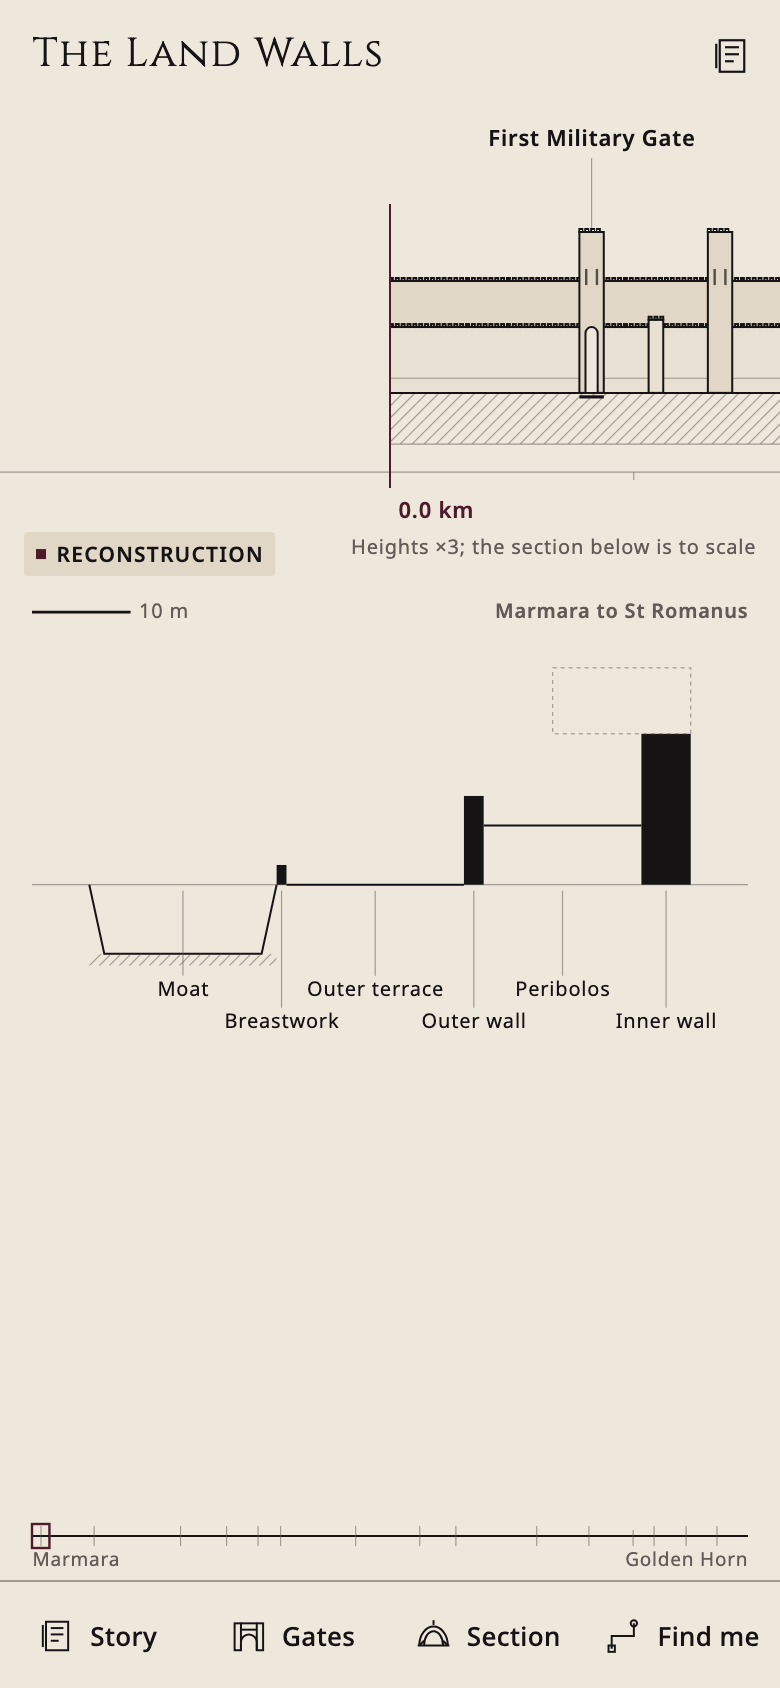 The Land Walls
First Military Gate
0.0 km
RECONSTRUCTION
Heights ×3; the section below is to scale
10 m
Marmara to St Romanus
Moat
Outer terrace
Peribolos
Breastwork
Outer wall
Inner wall
Marmara
Golden Horn
Story
Gates
Section
Find me